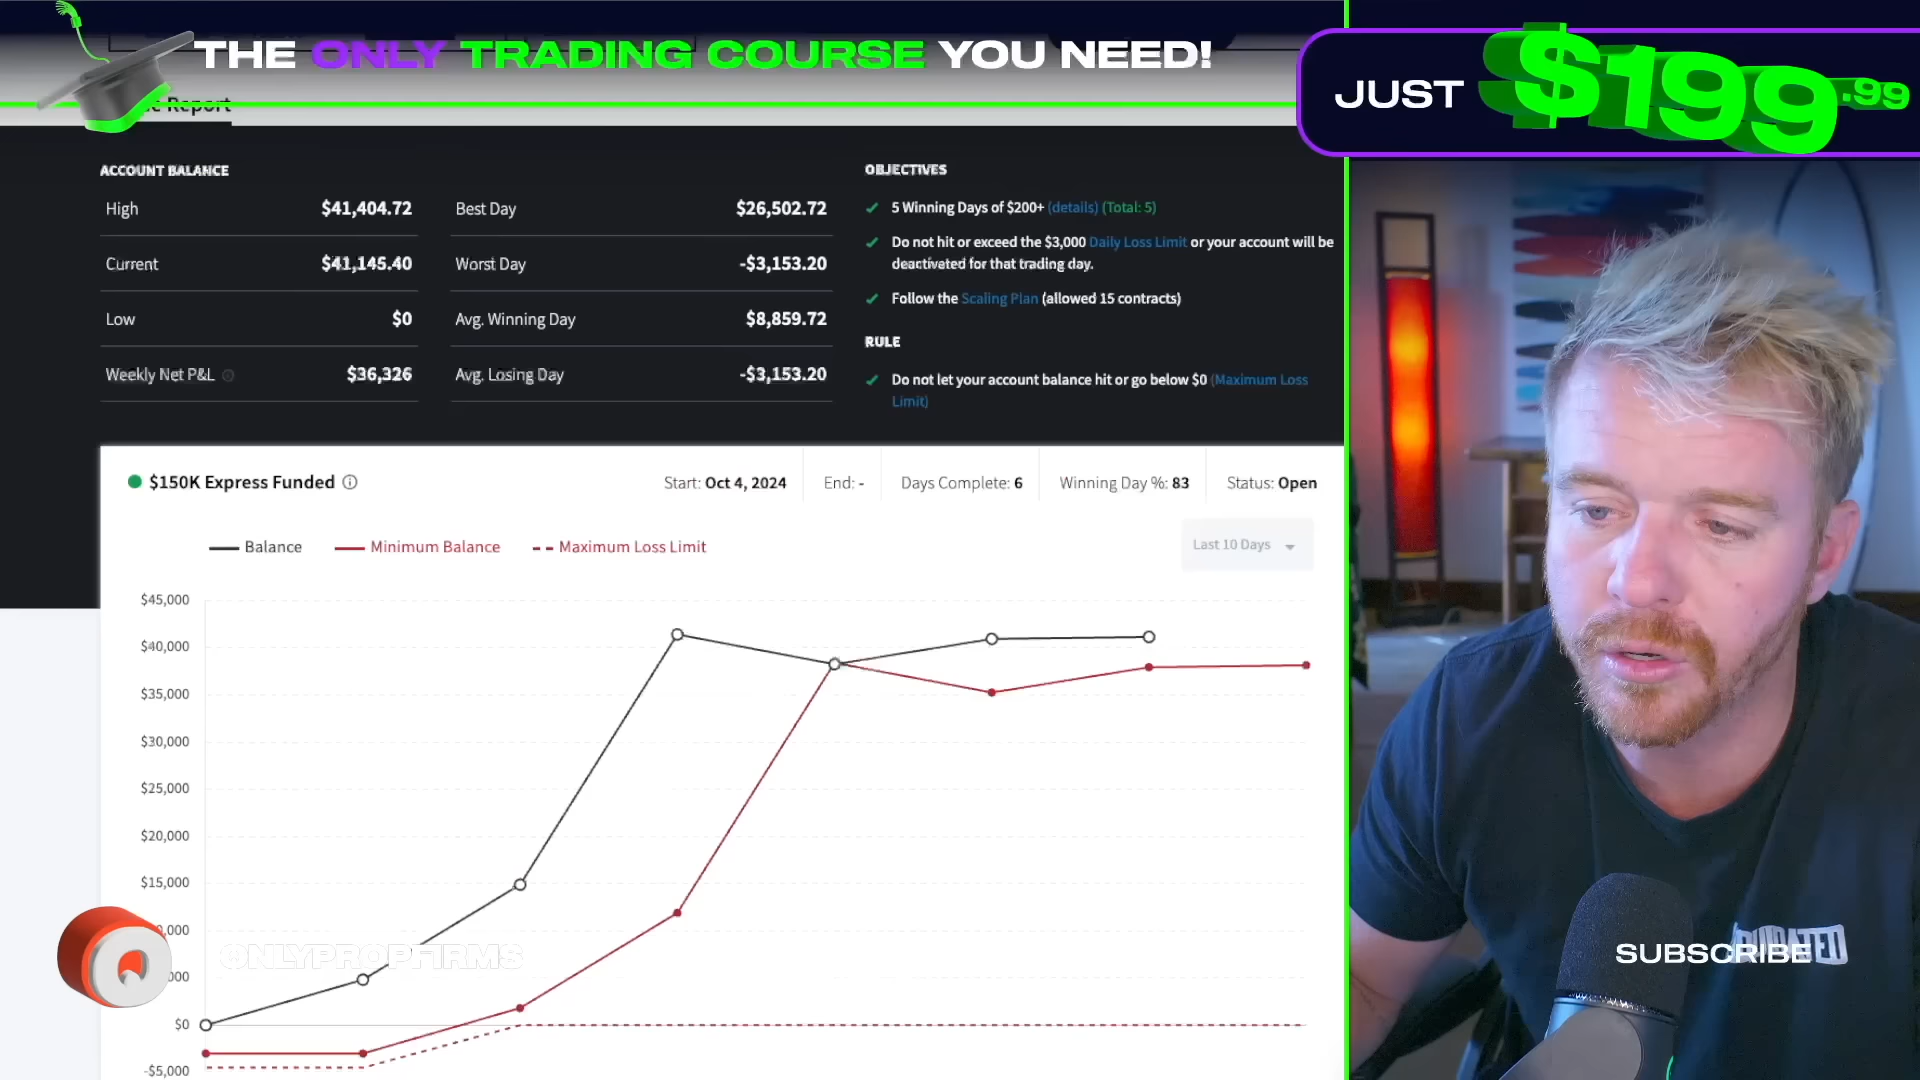 THE ONLY TRADING COURSE YOU NEED!
JUST $199.99
Report
ACCOUNT BALANCE
High $41,404.72
Current $41,145.40
Low $0
Weekly Net P&L $36,326
Best Day $26,502.72
Worst Day -$3,153.20
Avg. Winning Day $8,859.72
Avg. Losing Day -$3,153.20
OBJECTIVES
5 Winning Days of $200+ (details) (Total: 5)
Do not hit or exceed the $3,000 Daily Loss Limit or your account will be
deactivated for that trading day.
Follow the Scaling Plan (allowed 15 contracts)
RULE
Do not let your account balance hit or go below $0 (Maximum Loss
Limit)
$150K Express Funded
Start: Oct 4, 2024
End: -
Days Complete: 6
Winning Day %: 83
Status: Open
Balance
Minimum Balance
Maximum Loss Limit
Last 10 Days
$45,000
$40,000
$35,000
$30,000
$25,000
$20,000
$15,000
$0
-$5,000
ONLYPROPFIRMS
SUBSCRIBE